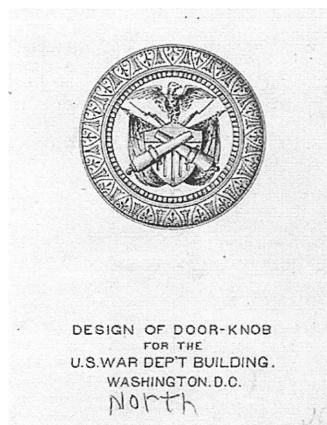 DESIGN OF DOOR-KNOB
FOR THE
U.S. WAR DEP'T BUILDING.
WASHINGTON. D.C.
North